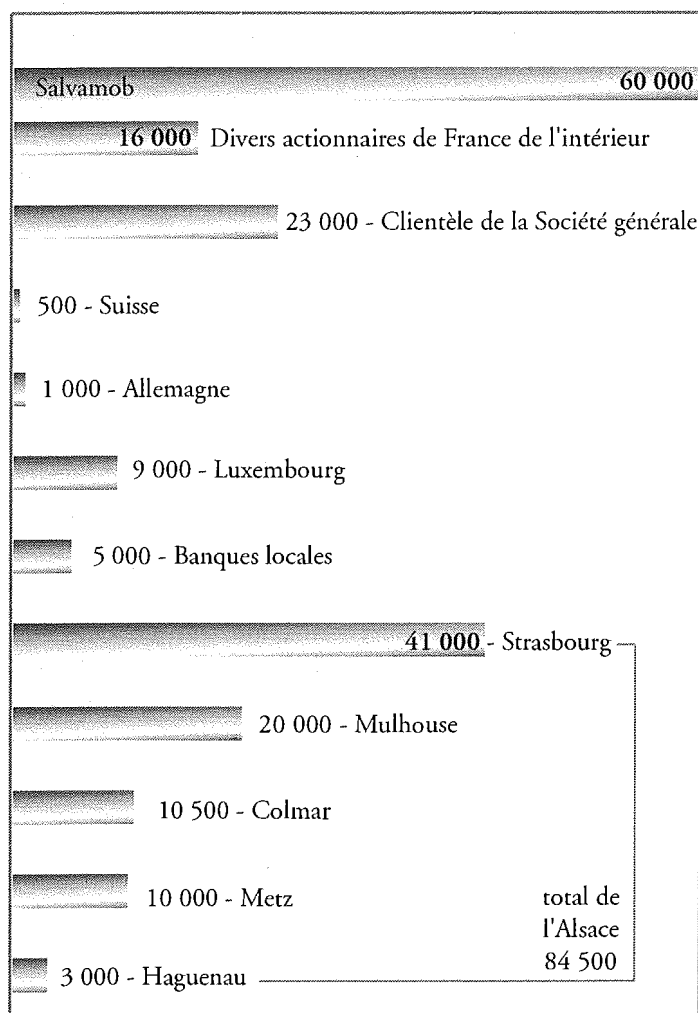 Salvamob 60 000
16 000 Divers actionnaires de France de l'intérieur
23 000 - Clientèle de la Société générale
500 - Suisse
1 000 - Allemagne
9 000 - Luxembourg
5 000 - Banques locales
41 000 - Strasbourg
20 000 - Mulhouse
10 500 - Colmar
10 000 - Metz
3 000 - Haguenau
total de
l'Alsace
84 500